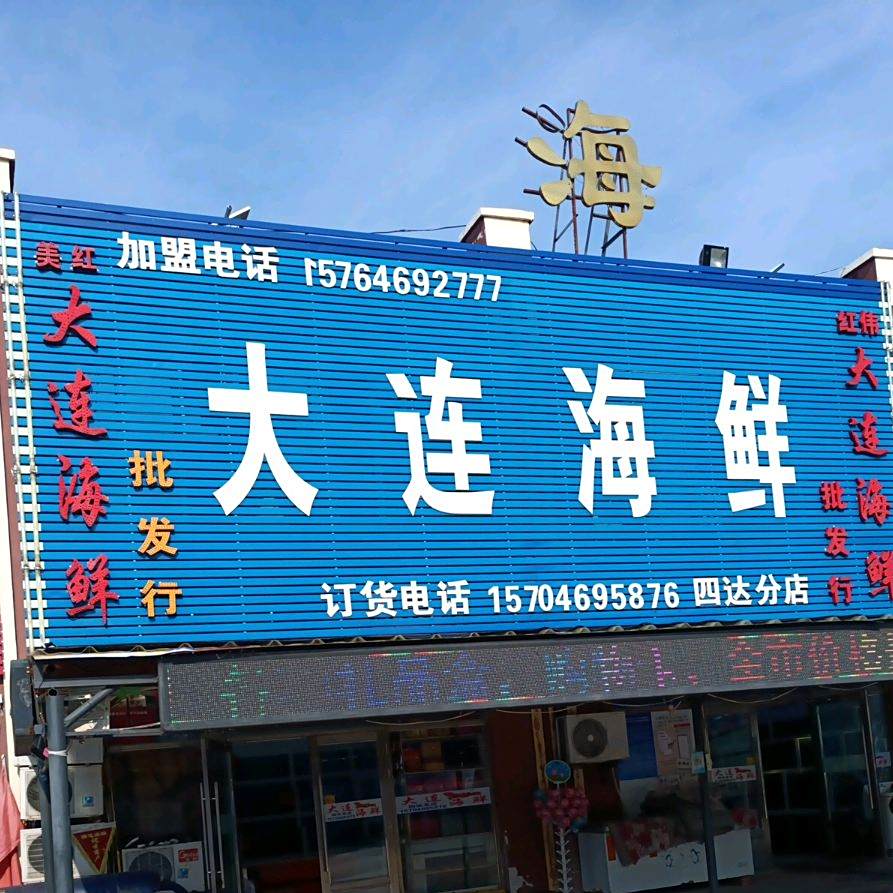 海
美红
加盟电话 15764692777
红伟
大连海鲜
批发行
大连海鲜
大连海鲜
批发行
订货电话 15704695876 四达分店
大连海鲜
大连海鲜